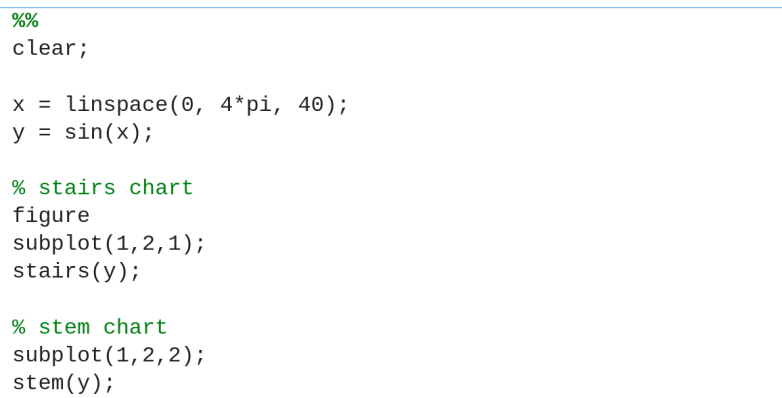 %%
clear;
x = linspace(0, 4*pi, 40);
y = sin(x);
% stairs chart
figure
subplot(1,2,1);
stairs(y);
% stem chart
subplot(1,2,2);
stem(y);